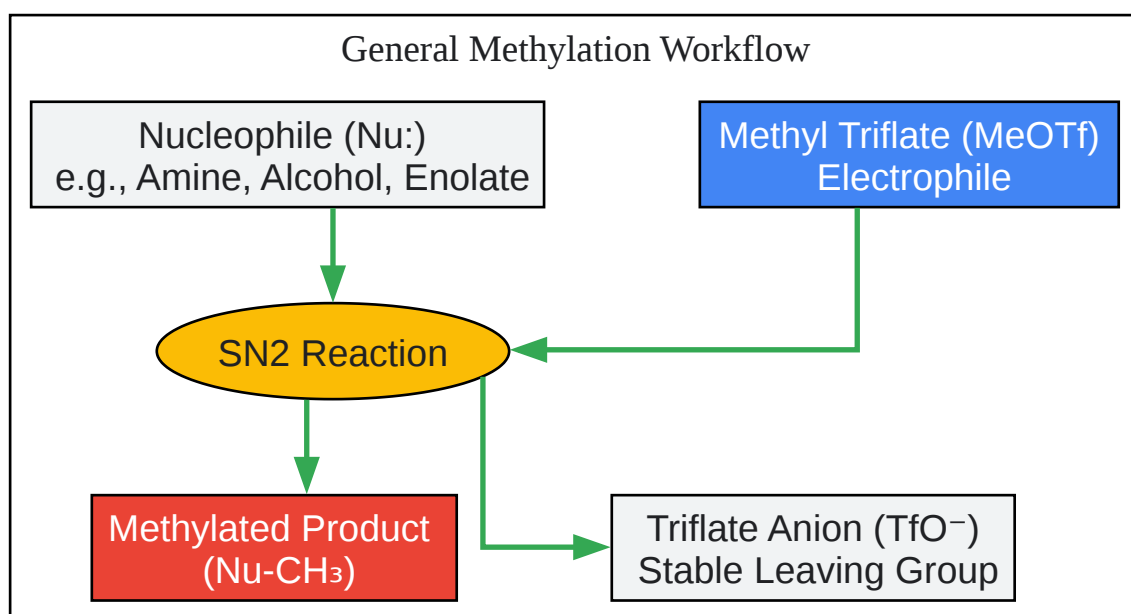 General Methylation Workflow
Nucleophile (Nu:)
e.g., Amine, Alcohol, Enolate
Methyl Triflate (MeOTf)
Electrophile
SN2 Reaction
Methylated Product
(Nu-CH₃)
Triflate Anion (TfO⁻)
Stable Leaving Group